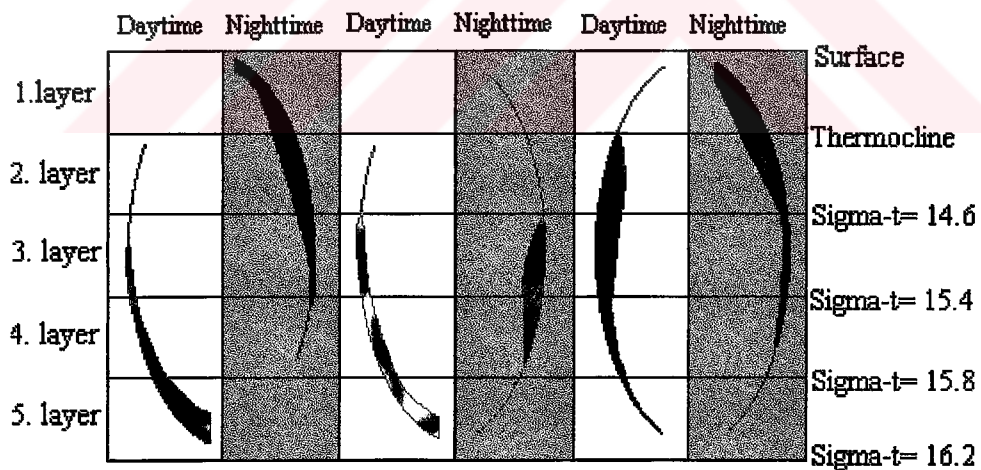 Daytime Nighttime Daytime Nighttime Daytime Nighttime
Surface
1.layer
Thermocline
2. layer
Sigma-t= 14.6
3. layer
Sigma-t= 15.4
4. layer
Sigma-t= 15.8
5. layer
Sigma-t= 16.2